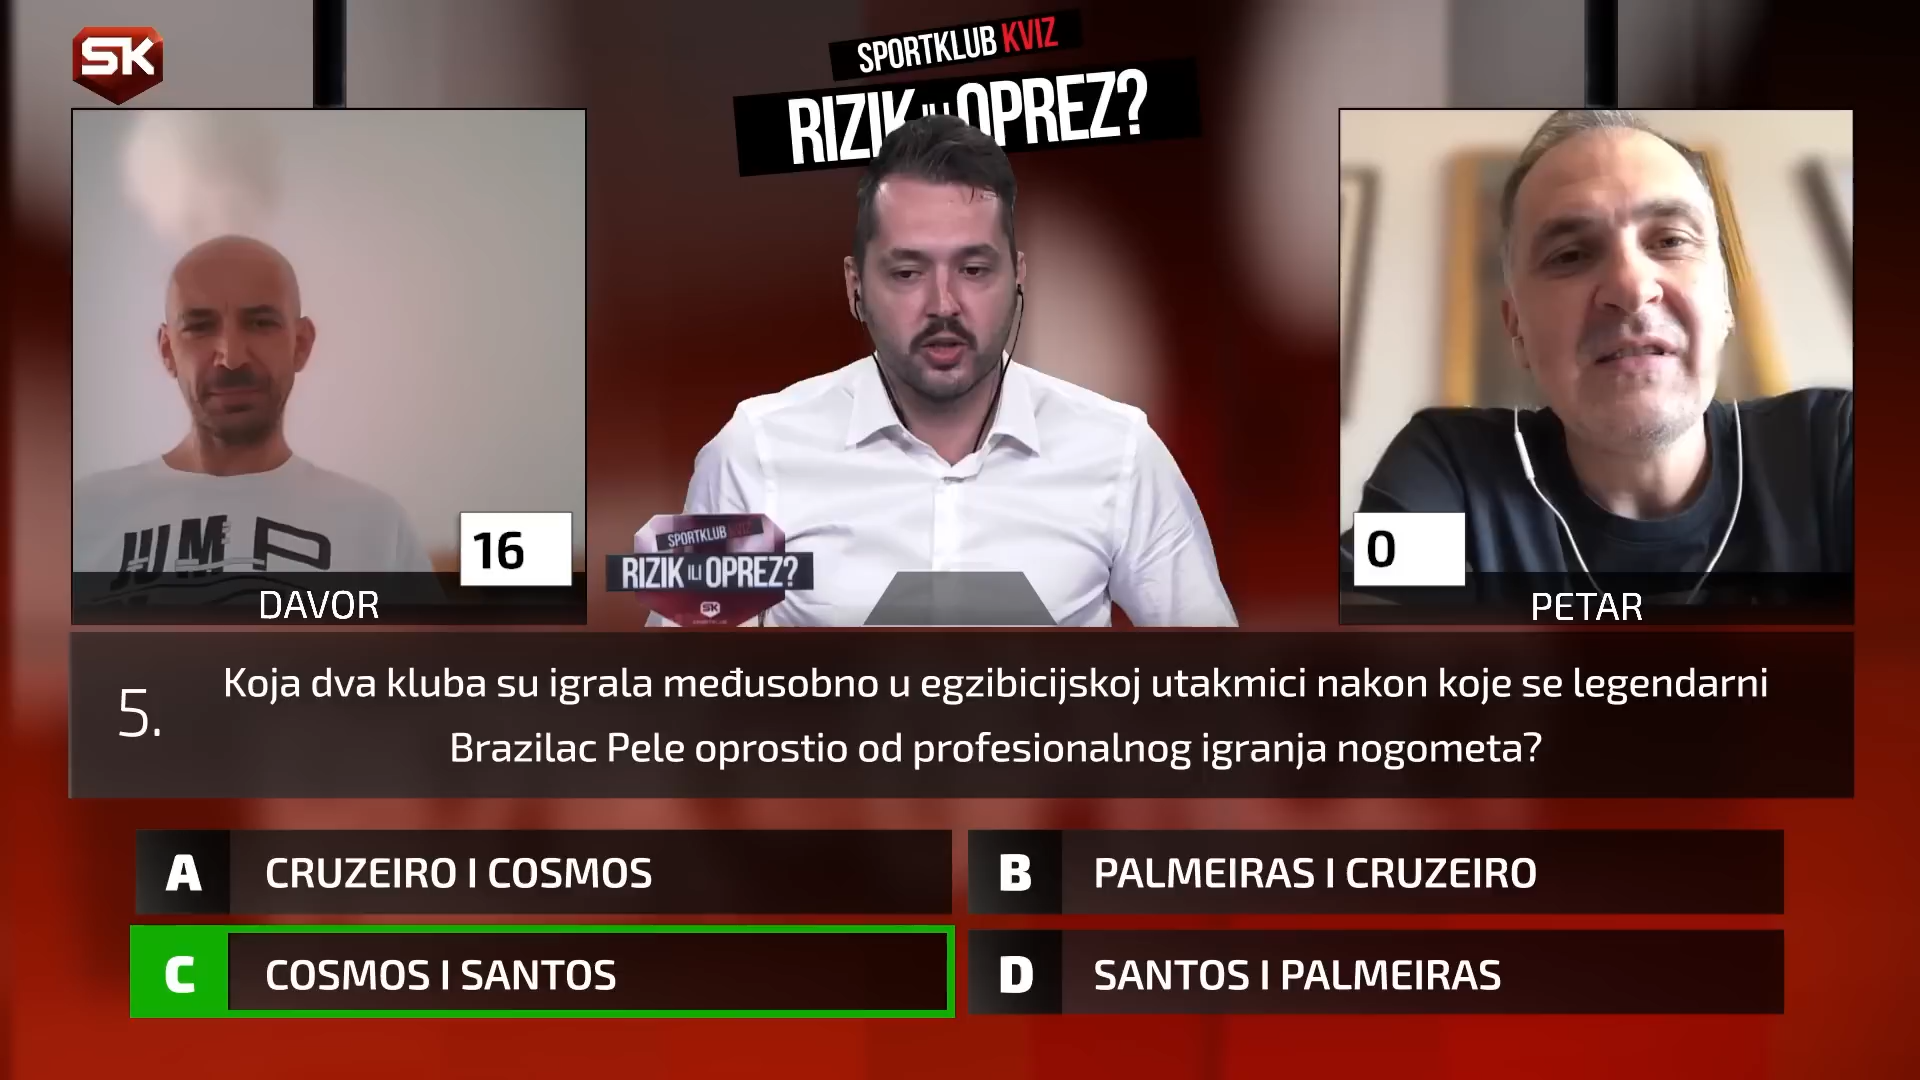 SK
SPORTKLUB KVIZ
RIZIK ILI OPREZ?
JUMP
16
DAVOR
SPORTKLUB KVIZ
RIZIK ILI OPREZ?
SK
0
PETAR
5.
Koja dva kluba su igrala međusobno u egzibicijskoj utakmici nakon koje se legendarni
Brazilac Pele oprostio od profesionalnog igranja nogometa?
A CRUZEIRO I COSMOS
B PALMEIRAS I CRUZEIRO
C COSMOS I SANTOS
D SANTOS I PALMEIRAS